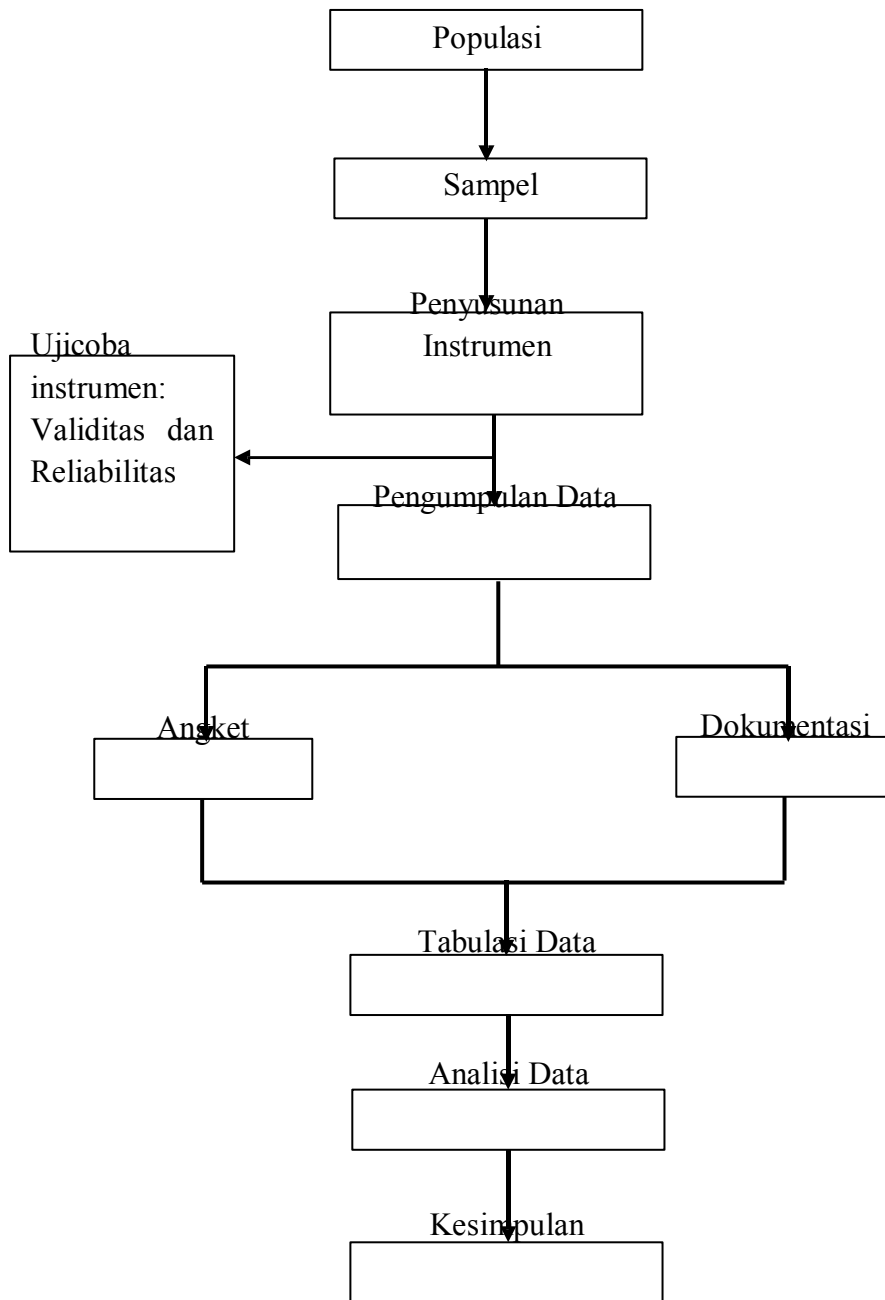 Populasi
Sampel
Penyusunan
Instrumen
Ujicoba
instrumen:
Validitas dan
Reliabilitas
Pengumpulan Data
Angket
Dokumentasi
Tabulasi Data
Analisi Data
Kesimpulan